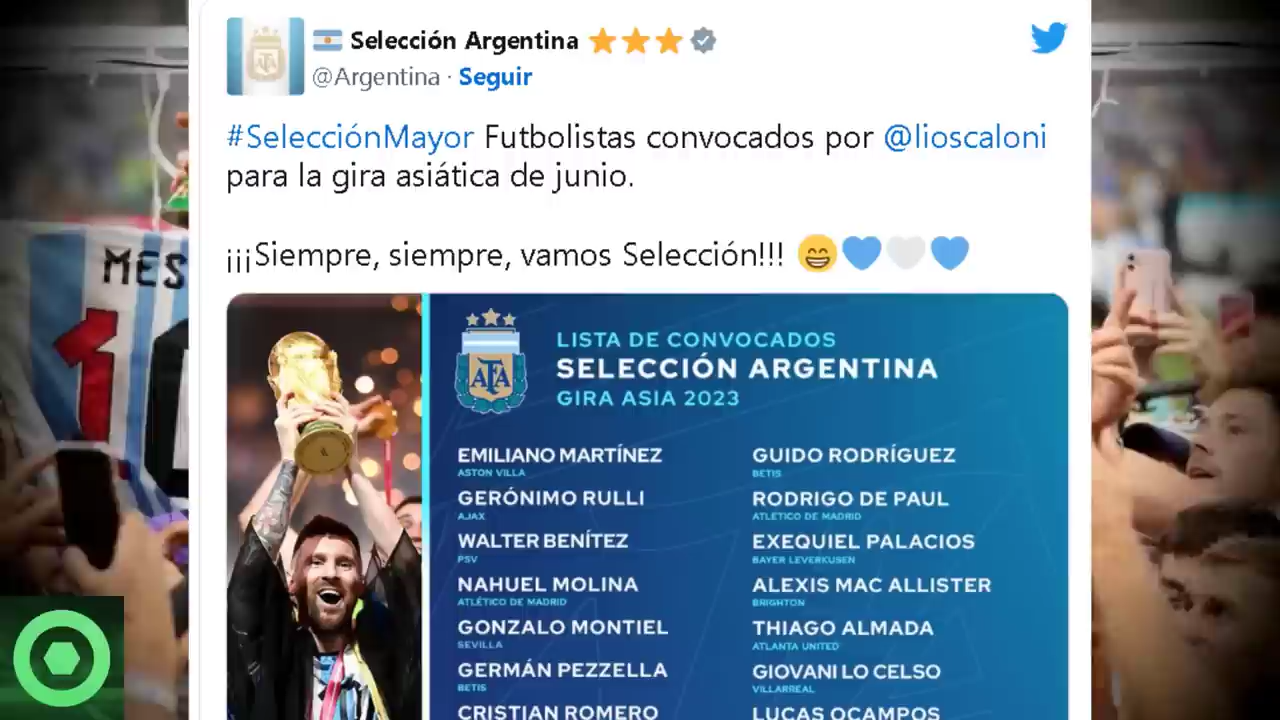 Selección Argentina
@Argentina · Seguir
#SelecciónMayor Futbolistas convocados por @lioscaloni
para la gira asiática de junio.
¡¡¡Siempre, siempre, vamos Selección!!!
MES
10
AFA
LISTA DE CONVOCADOS
SELECCIÓN ARGENTINA
GIRA ASIA 2023
EMILIANO MARTÍNEZ
ASTON VILLA
GERÓNIMO RULLI
AJAX
WALTER BENÍTEZ
PSV
NAHUEL MOLINA
ATLÉTICO DE MADRID
GONZALO MONTIEL
SEVILLA
GERMÁN PEZZELLA
BETIS
CRISTIAN ROMERO
GUIDO RODRÍGUEZ
BETIS
RODRIGO DE PAUL
ATLÉTICO DE MADRID
EXEQUIEL PALACIOS
BAYER LEVERKUSEN
ALEXIS MAC ALLISTER
BRIGHTON
THIAGO ALMADA
ATLANTA UNITED
GIOVANI LO CELSO
VILLARREAL
LUCAS OCAMPOS